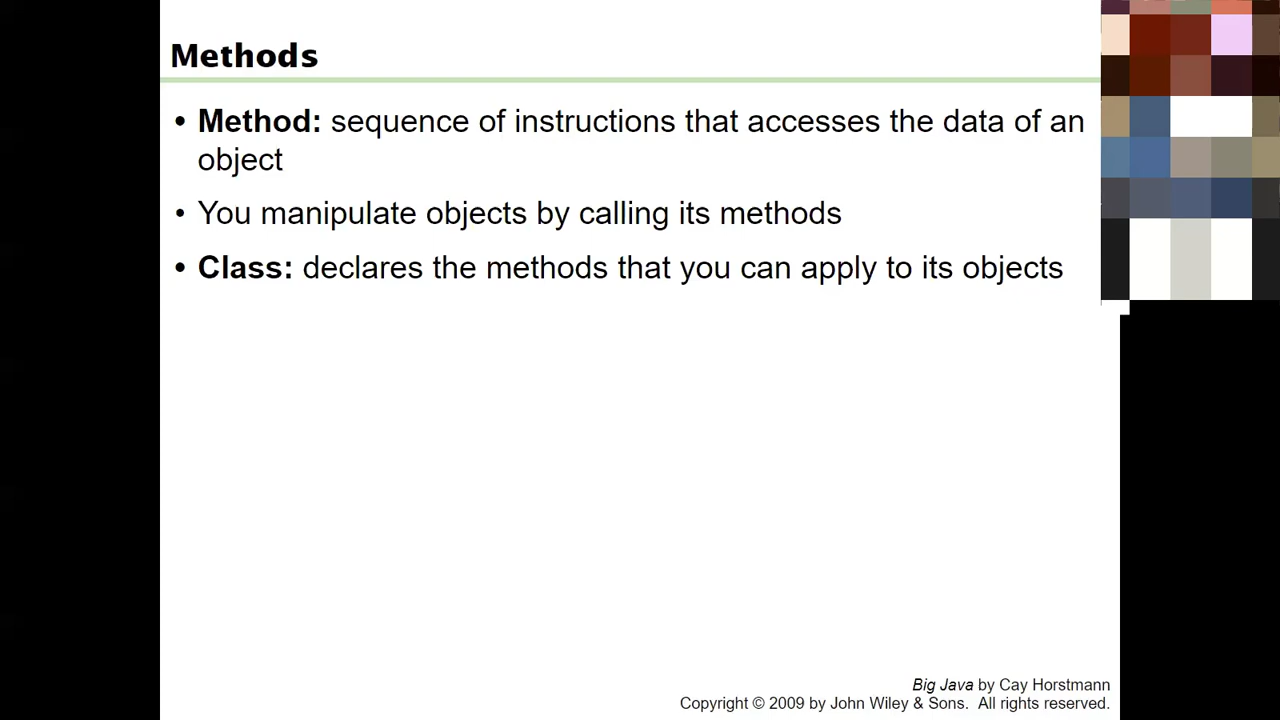 Methods
• Method: sequence of instructions that accesses the data of an
object
• You manipulate objects by calling its methods
• Class: declares the methods that you can apply to its objects
Big Java by Cay Horstmann
Copyright © 2009 by John Wiley & Sons. All rights reserved.